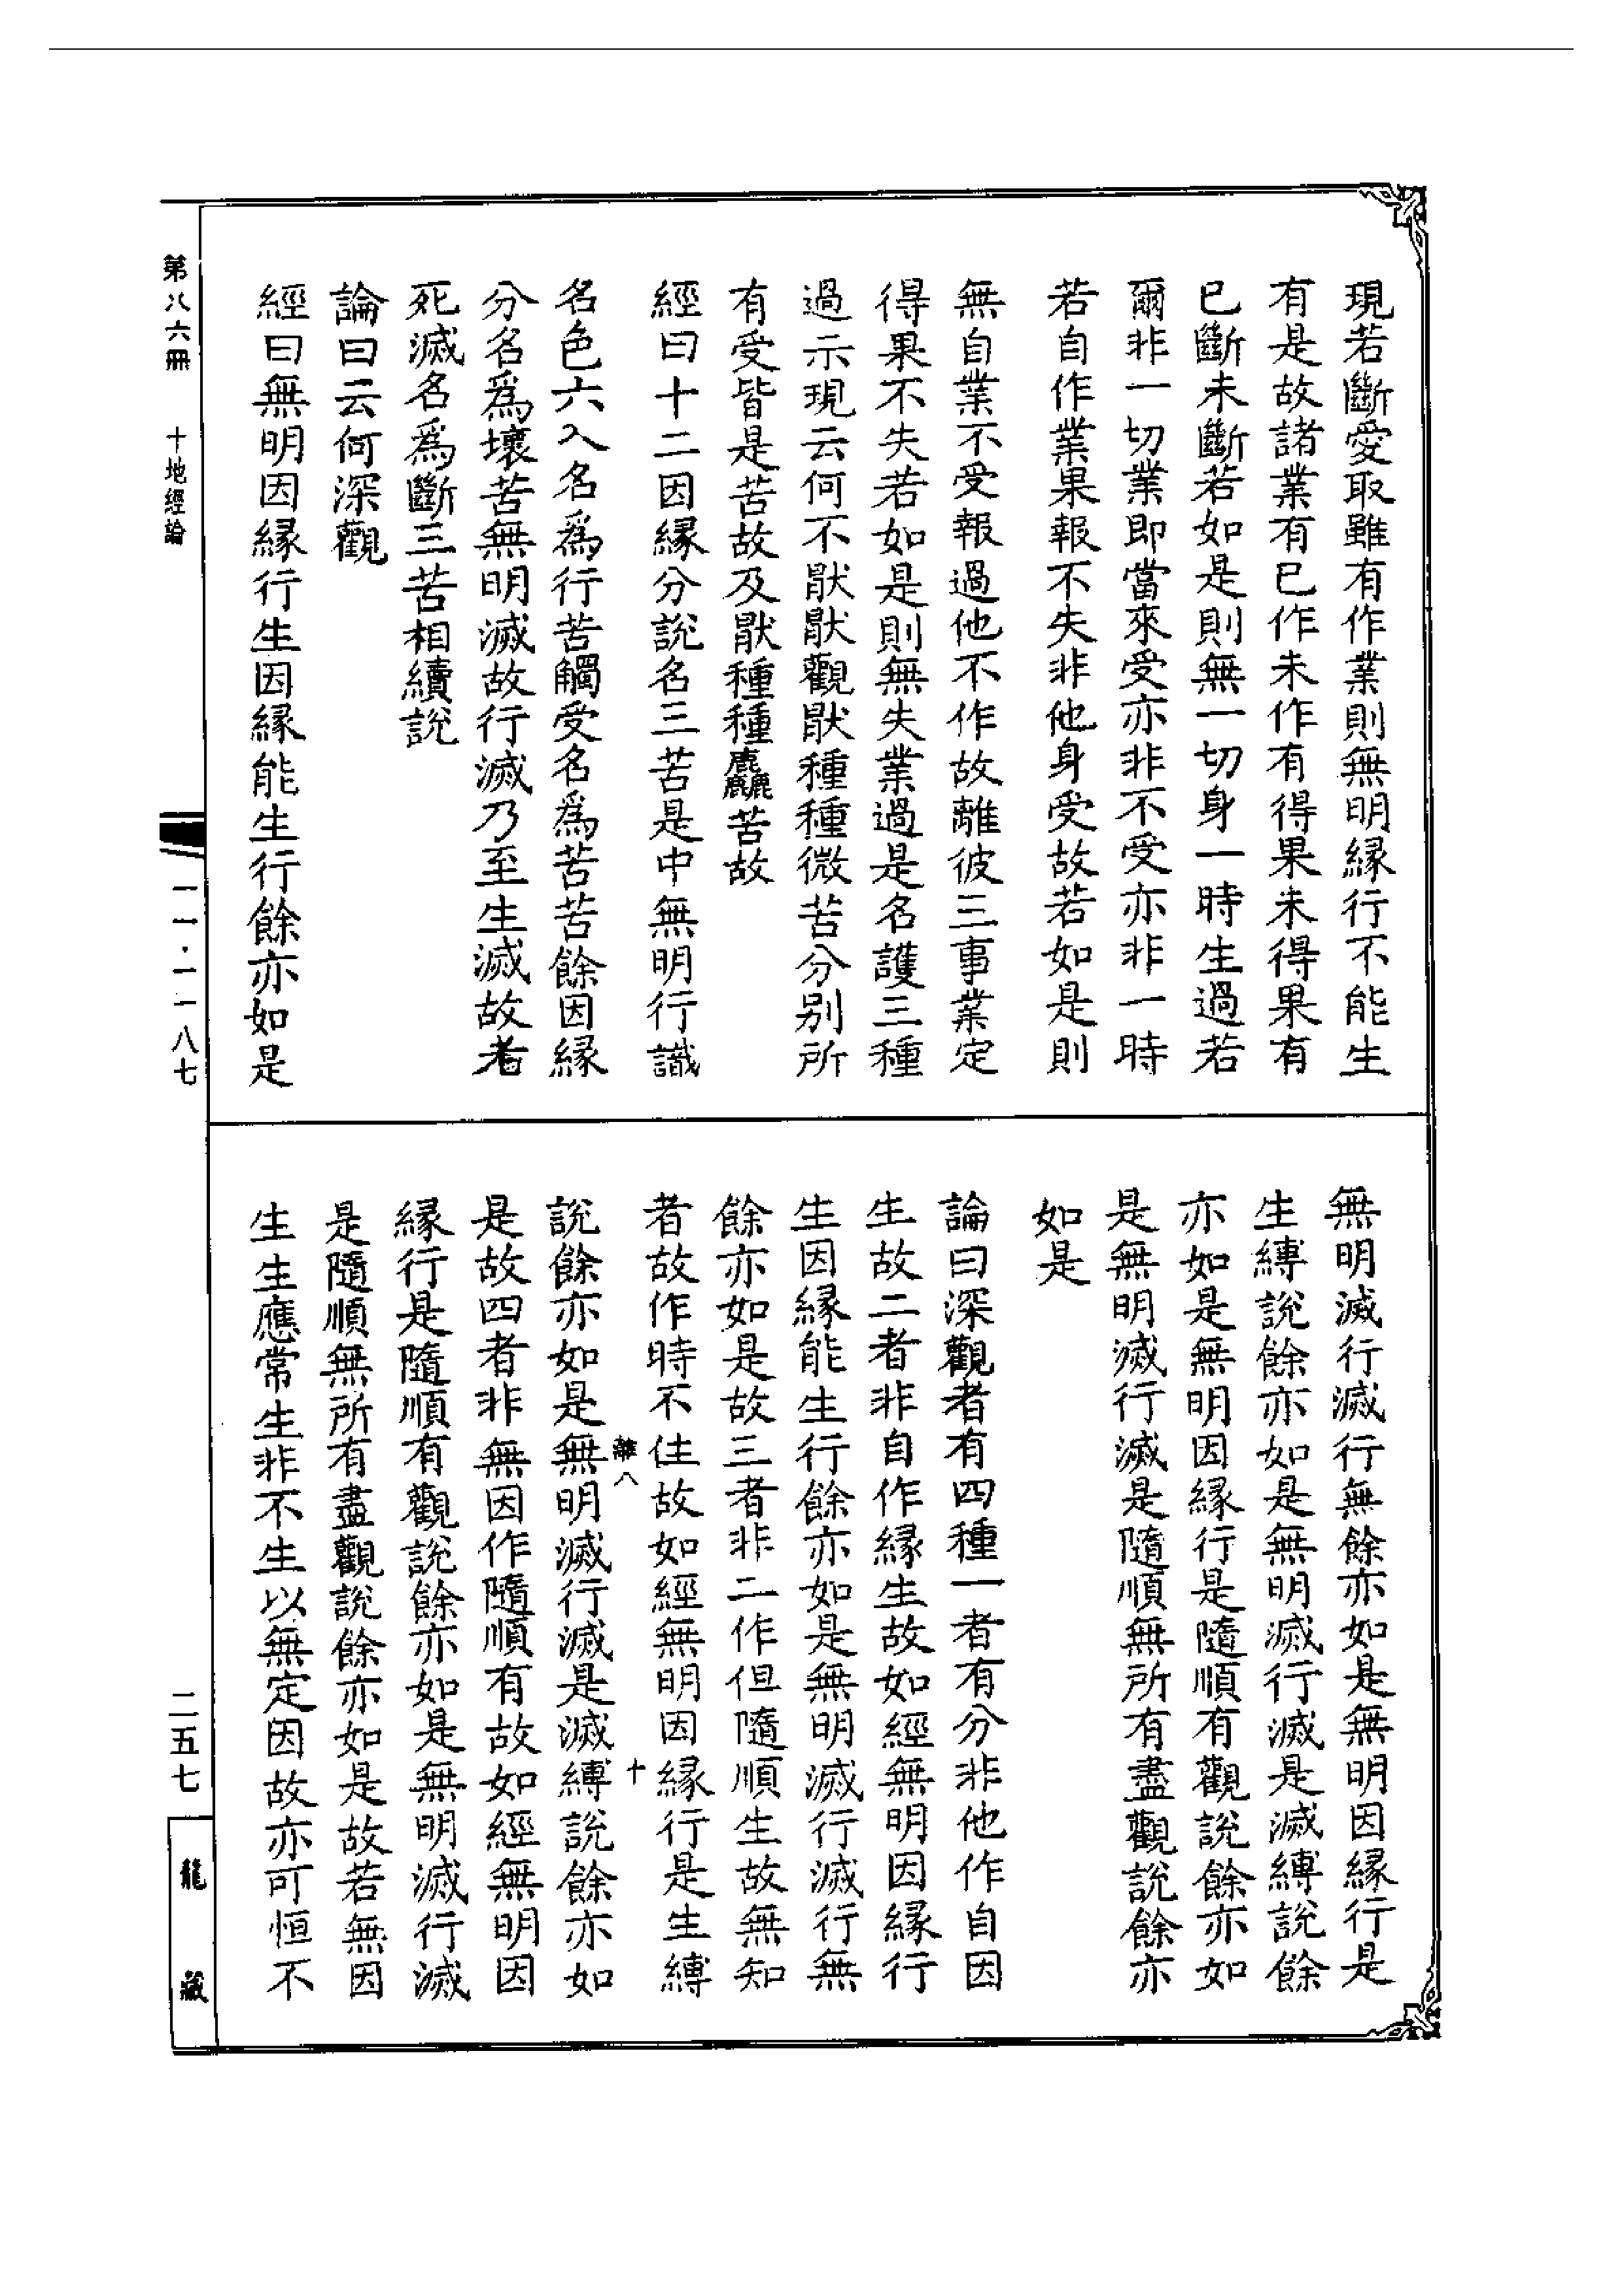 現若斷愛取雖有作業則無明緣行不能生
有是故諸業有已作未作有得果未得果有
已斷未斷若如是則無一切身一時生過若
爾非一切業即當來受亦非不受亦非一時
若自作業果報不失非他身受故若如是則
無自業不受報過他不作故離彼三事業定
得果不失若如是則無失業過是名護三種
過示現云何不猒猒觀猒種種微苦分別所
有受皆是苦故及猒種種麤苦故
經曰十二因緣分說名三苦是中無明行識
名色六入名爲行苦觸受名爲苦苦餘因緣
分名爲壞苦無明滅故行滅乃至生滅故老
死滅名爲斷三苦相續說
論曰云何深觀
經曰無明因緣行生因緣能生行餘亦如是
無明滅行滅行無餘亦如是無明因緣行是
生縛說餘亦如是無明滅行滅是滅縛說餘
亦如是無明因緣行是隨順有觀說餘亦如
是無明滅行滅是隨順無所有盡觀說餘亦
如是
論曰深觀者有四種一者有分非他作自因
生故二者非自作緣生故如經無明因緣行
生因緣能生行餘亦如是無明滅行滅行無
餘亦如是故三者非二作但隨順生故無知
者故作時不住故如經無明因緣行是生縛
說餘亦如是無明滅行滅是滅縛說餘亦如
是故四者非無因作隨順有故如經無明因
緣行是隨順有觀說餘亦如是無明滅行滅
是隨順無所有盡觀說餘亦如是故若無因
生生應常生非不生以無定因故亦可恒不
離八
十
第八六冊
十地經論
一一·一一八七
二五七
龍藏